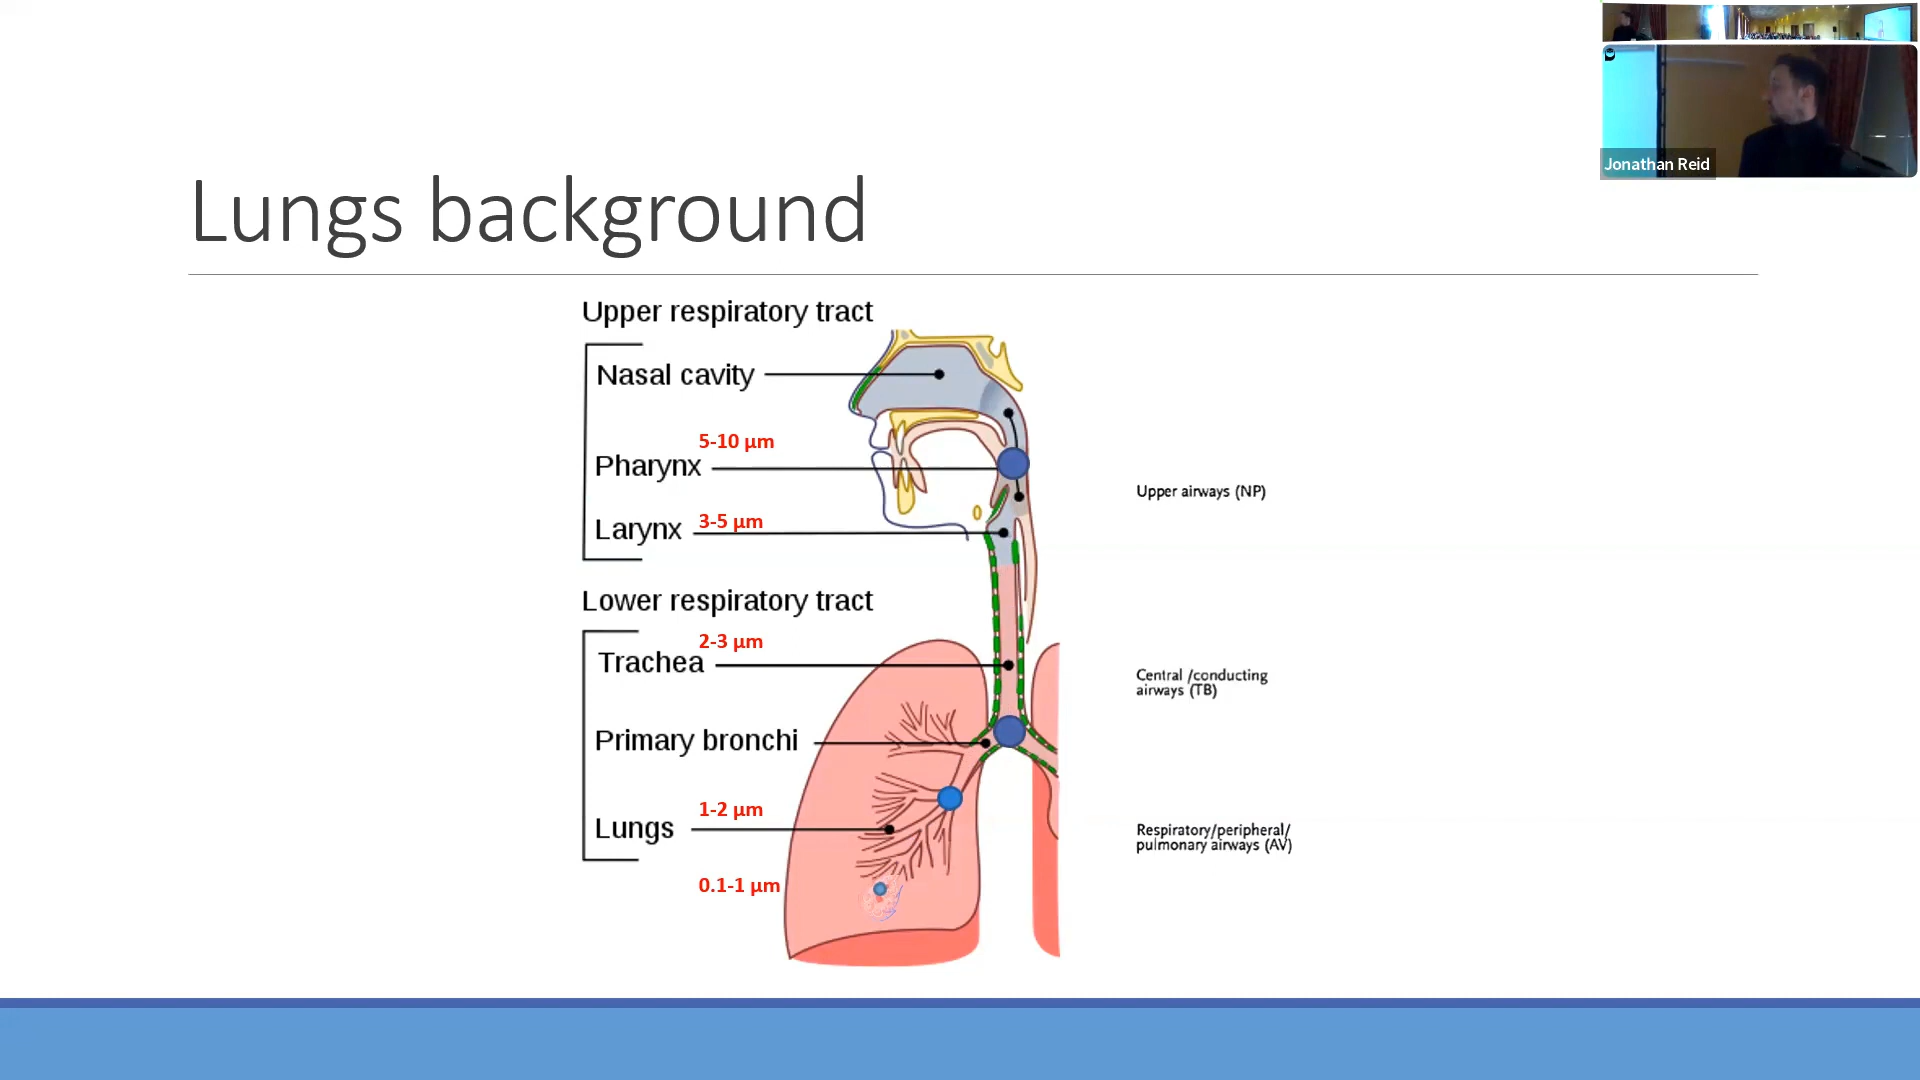 Jonathan Reid
Lungs background
Upper respiratory tract
Nasal cavity
5-10 µm
Pharynx
3-5 µm
Larynx
Upper airways (NP)
Lower respiratory tract
2-3 µm
Trachea
Central /conducting
airways (TB)
Primary bronchi
1-2 µm
Lungs
Respiratory/peripheral/
pulmonary airways (AV)
0.1-1 µm